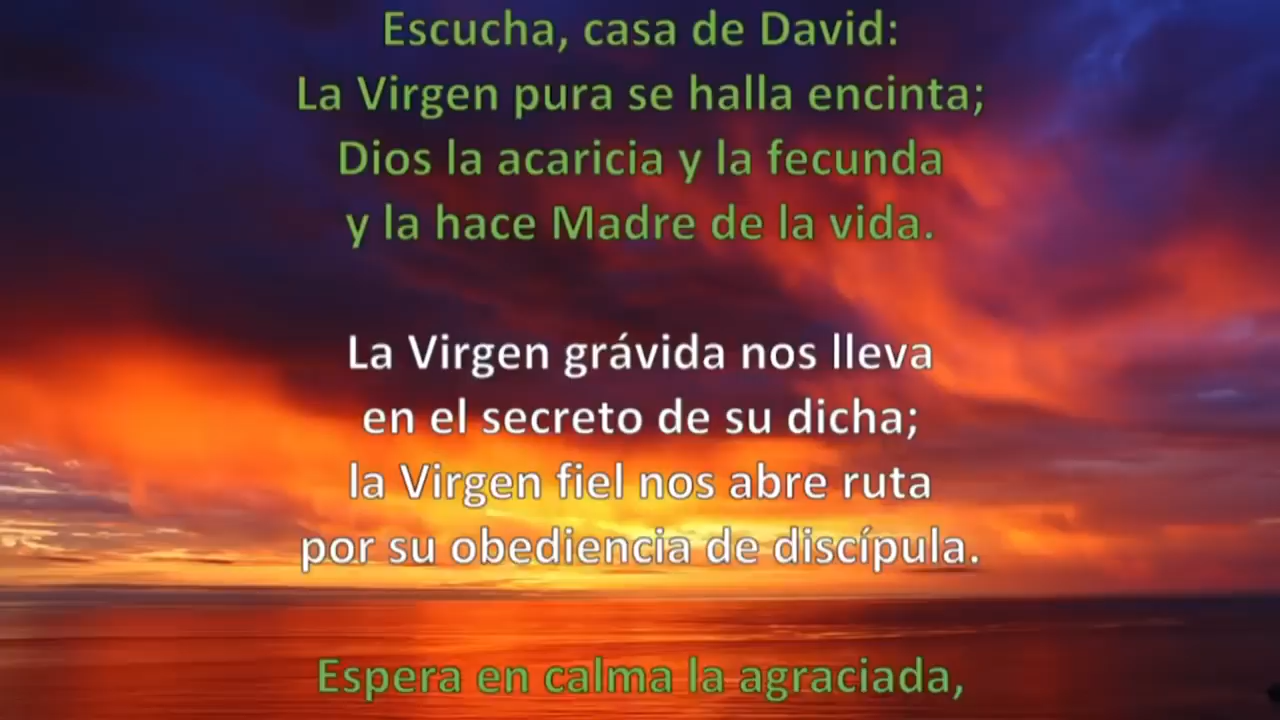 Escucha, casa de David:
La Virgen pura se halla encinta;
Dios la acaricia y la fecunda
y la hace Madre de la vida.
La Virgen grávida nos lleva
en el secreto de su dicha;
la Virgen fiel nos abre ruta
por su obediencia de discípula.
Espera en calma la agraciada,